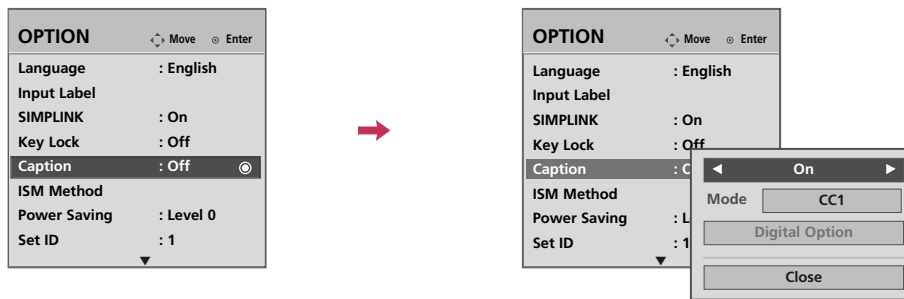 OPTION Move Enter
Language : English
Input Label
SIMPLINK : On
Key Lock : Off
Caption : Off
ISM Method
Power Saving : Level 0
Set ID : 1
OPTION Move Enter
Language : English
Input Label
SIMPLINK : On
Key Lock : Off
Caption
ISM Method
Power Saving : L
Set ID : 1
On
Mode CC1
Digital Option
Close